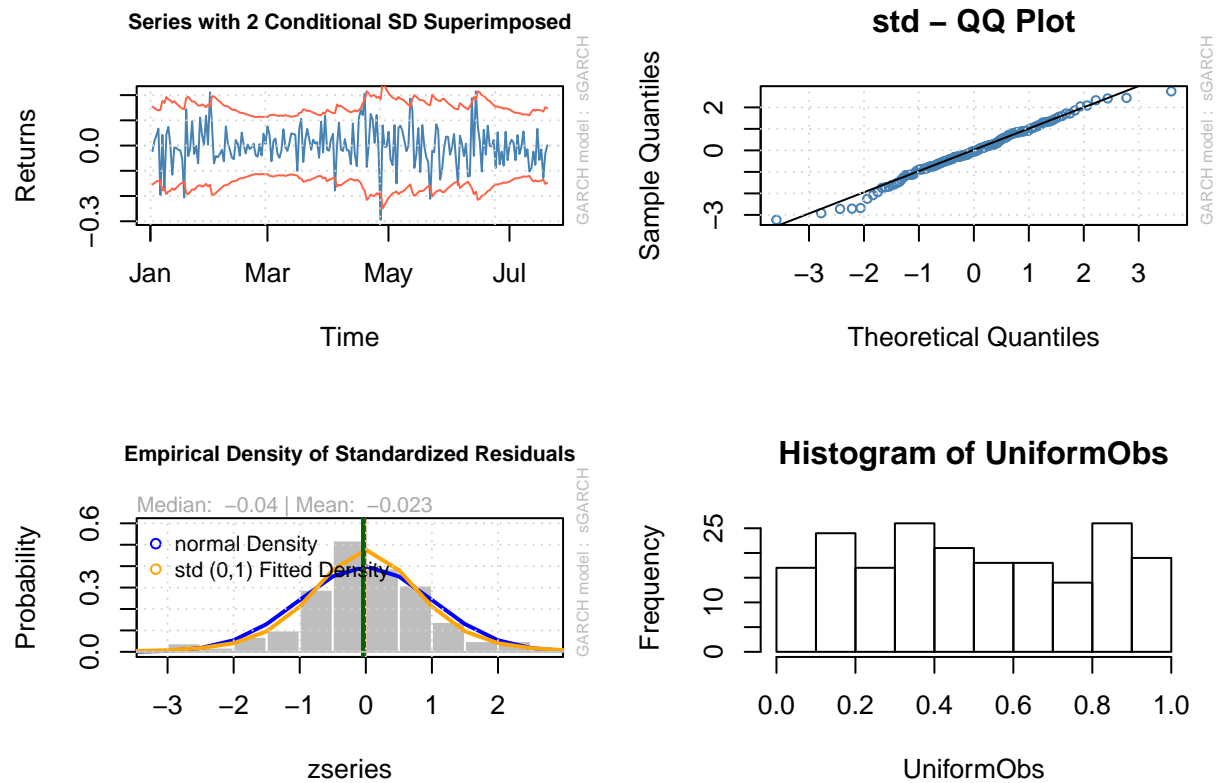 Series with 2 Conditional SD Superimposed
Returns
0.0
−0.3
Jan
Mar
May
Jul
Time
GARCH model : sGARCH
std − QQ Plot
Sample Quantiles
2
0
−3
−3
−2
−1
0
1
2
3
Theoretical Quantiles
GARCH model : sGARCH
Empirical Density of Standardized Residuals
Median: −0.04 | Mean: −0.023
Probability
0.6
0.3
0.0
normal Density
std (0,1) Fitted Density
−3
−2
−1
0
1
2
zseries
GARCH model : sGARCH
Histogram of UniformObs
Frequency
25
10
0
0.0
0.2
0.4
0.6
0.8
1.0
UniformObs